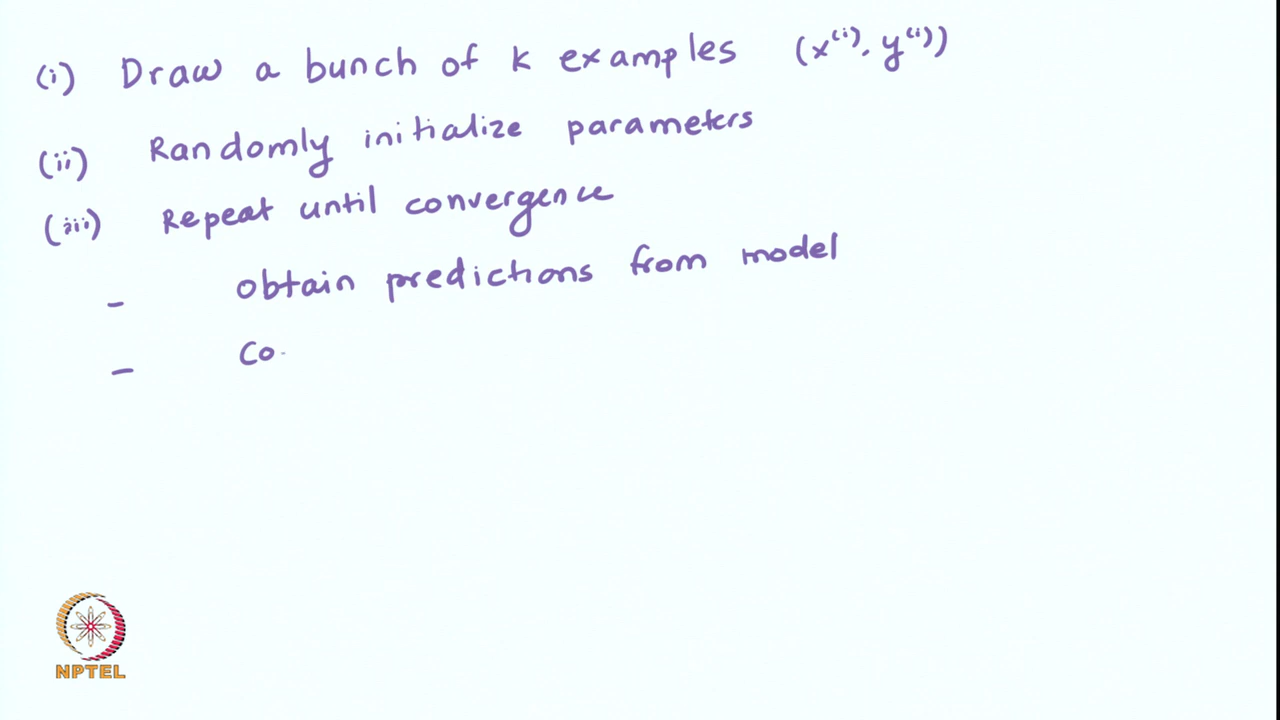 (i) Draw a bunch of k examples (x⁽ⁱ⁾, y⁽ⁱ⁾)
(ii) Randomly initialize parameters
(iii) Repeat until convergence
- obtain predictions from model
- Co
NPTEL